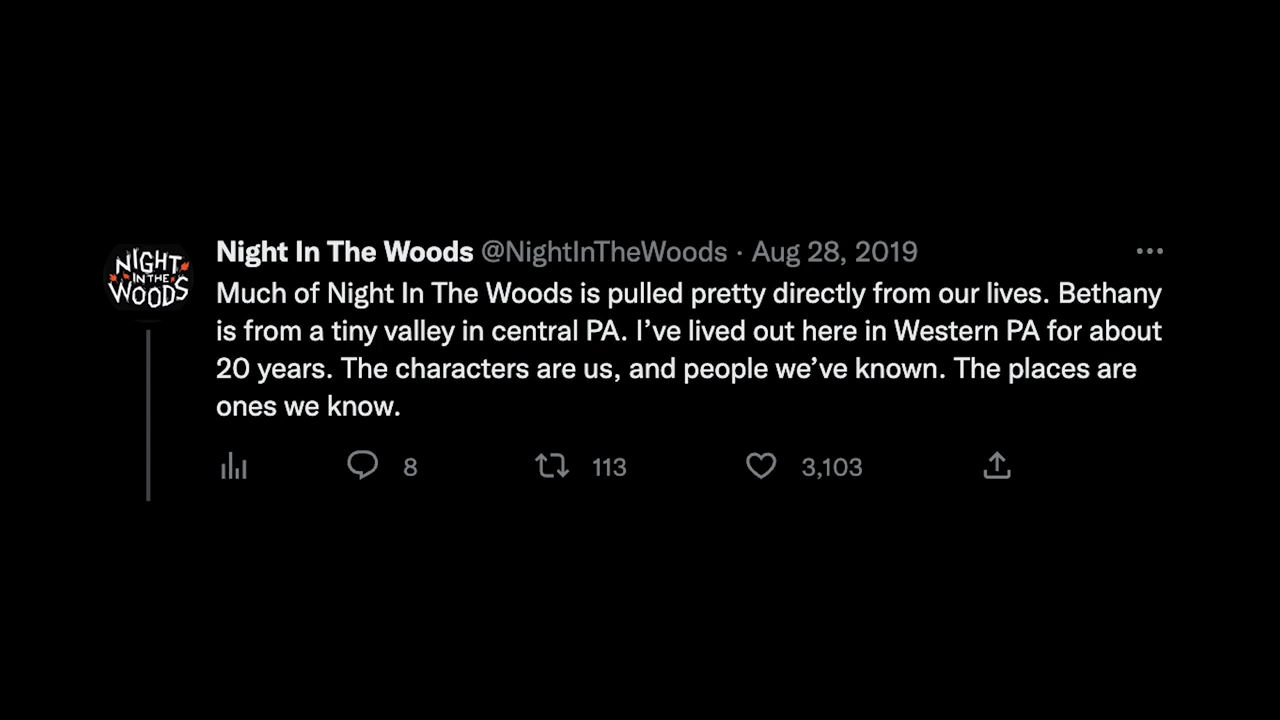 NIGHT
IN THE
WOODS
Night In The Woods @NightInTheWoods · Aug 28, 2019
Much of Night In The Woods is pulled pretty directly from our lives. Bethany
is from a tiny valley in central PA. I’ve lived out here in Western PA for about
20 years. The characters are us, and people we’ve known. The places are
ones we know.
8 113 3,103